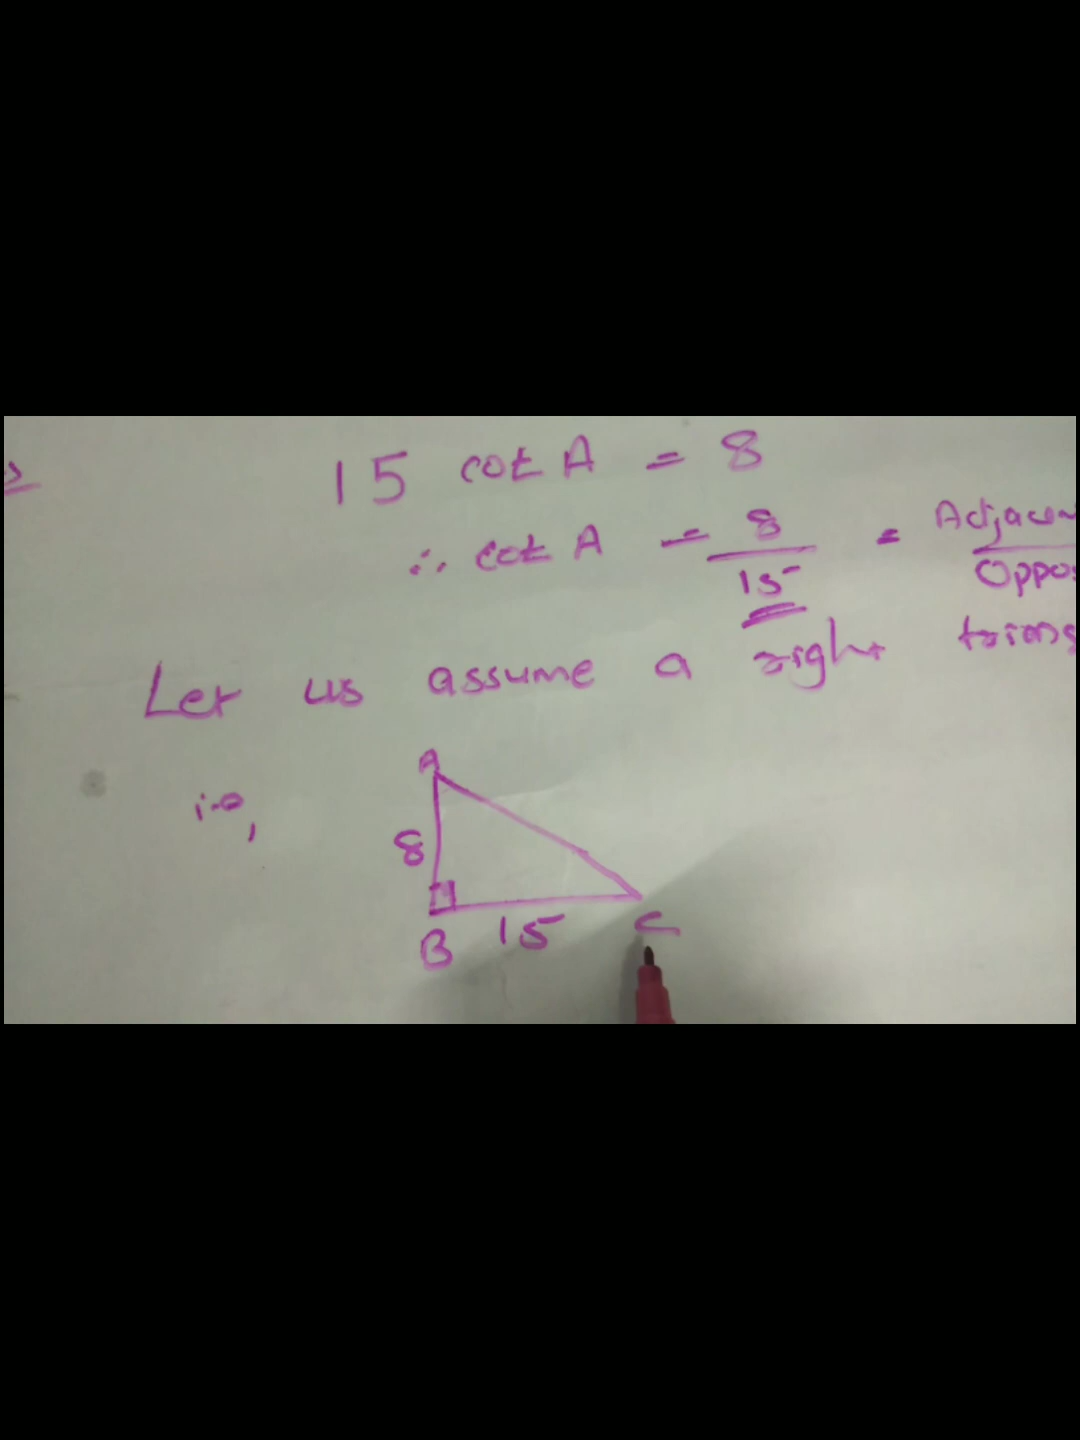 15 cot A = 8
∴ cot A = 8/15 = Adjacen
Oppos
Let us assume a right triang
i.e,
A
8
B 15 C